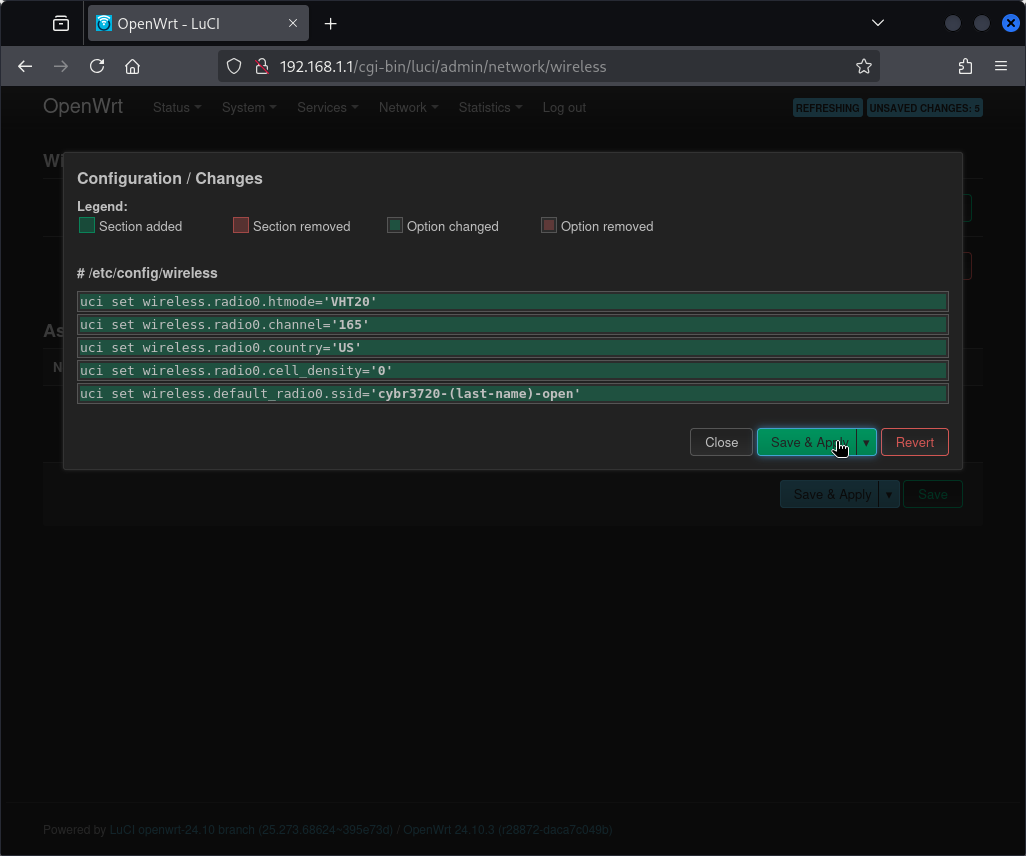 OpenWrt - LuCI
192.168.1.1/cgi-bin/luci/admin/network/wireless
OpenWrt Status System Services Network Statistics Log out REFRESHING UNSAVED CHANGES: 5
Wi
Configuration / Changes
Legend:
Section added Section removed Option changed Option removed
# /etc/config/wireless
uci set wireless.radio0.htmode='VHT20'
uci set wireless.radio0.channel='165'
uci set wireless.radio0.country='US'
As
uci set wireless.radio0.cell_density='0'
N
uci set wireless.default_radio0.ssid='cybr3720-(last-name)-open'
Close Save & Apply Revert
Save & Apply Save
Powered by LuCI openwrt-24.10 branch (25.273.68624~395e73d) / OpenWrt 24.10.3 (r28872-daca7c049b)